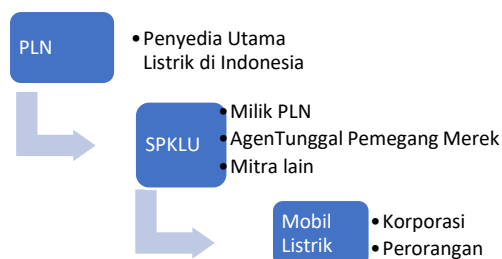 PLN
•Penyedia Utama
Listrik di Indonesia
SPKLU
•Milik PLN
•AgenTunggal Pemegang Merek
•Mitra lain
Mobil
Listrik
•Korporasi
•Perorangan